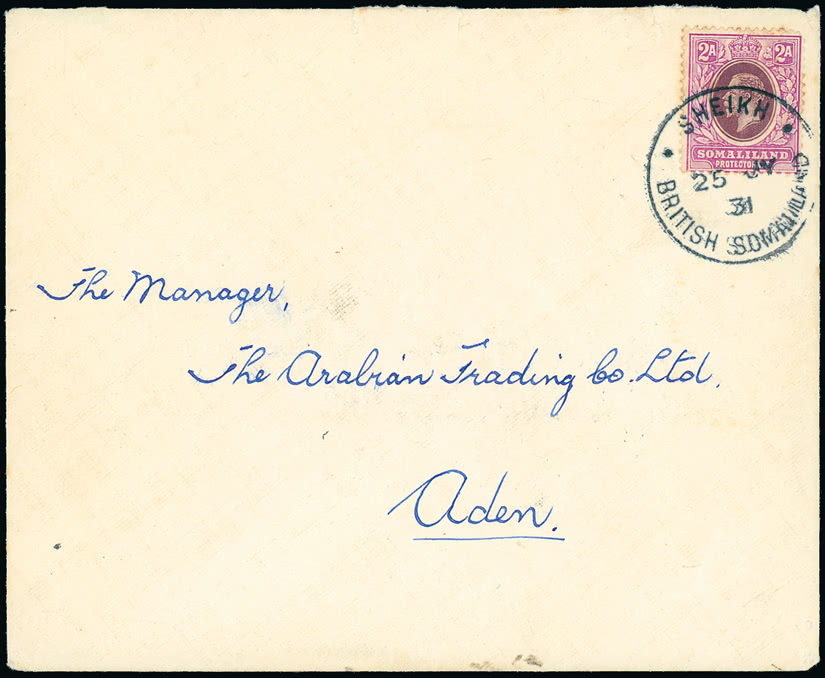 2A 2A
SOMALILAND
PROTECTORATE
SHEIKH
25
31
BRITISH SOMALILAND
The Manager,
The Arabian Trading Co. Ltd.
Aden.